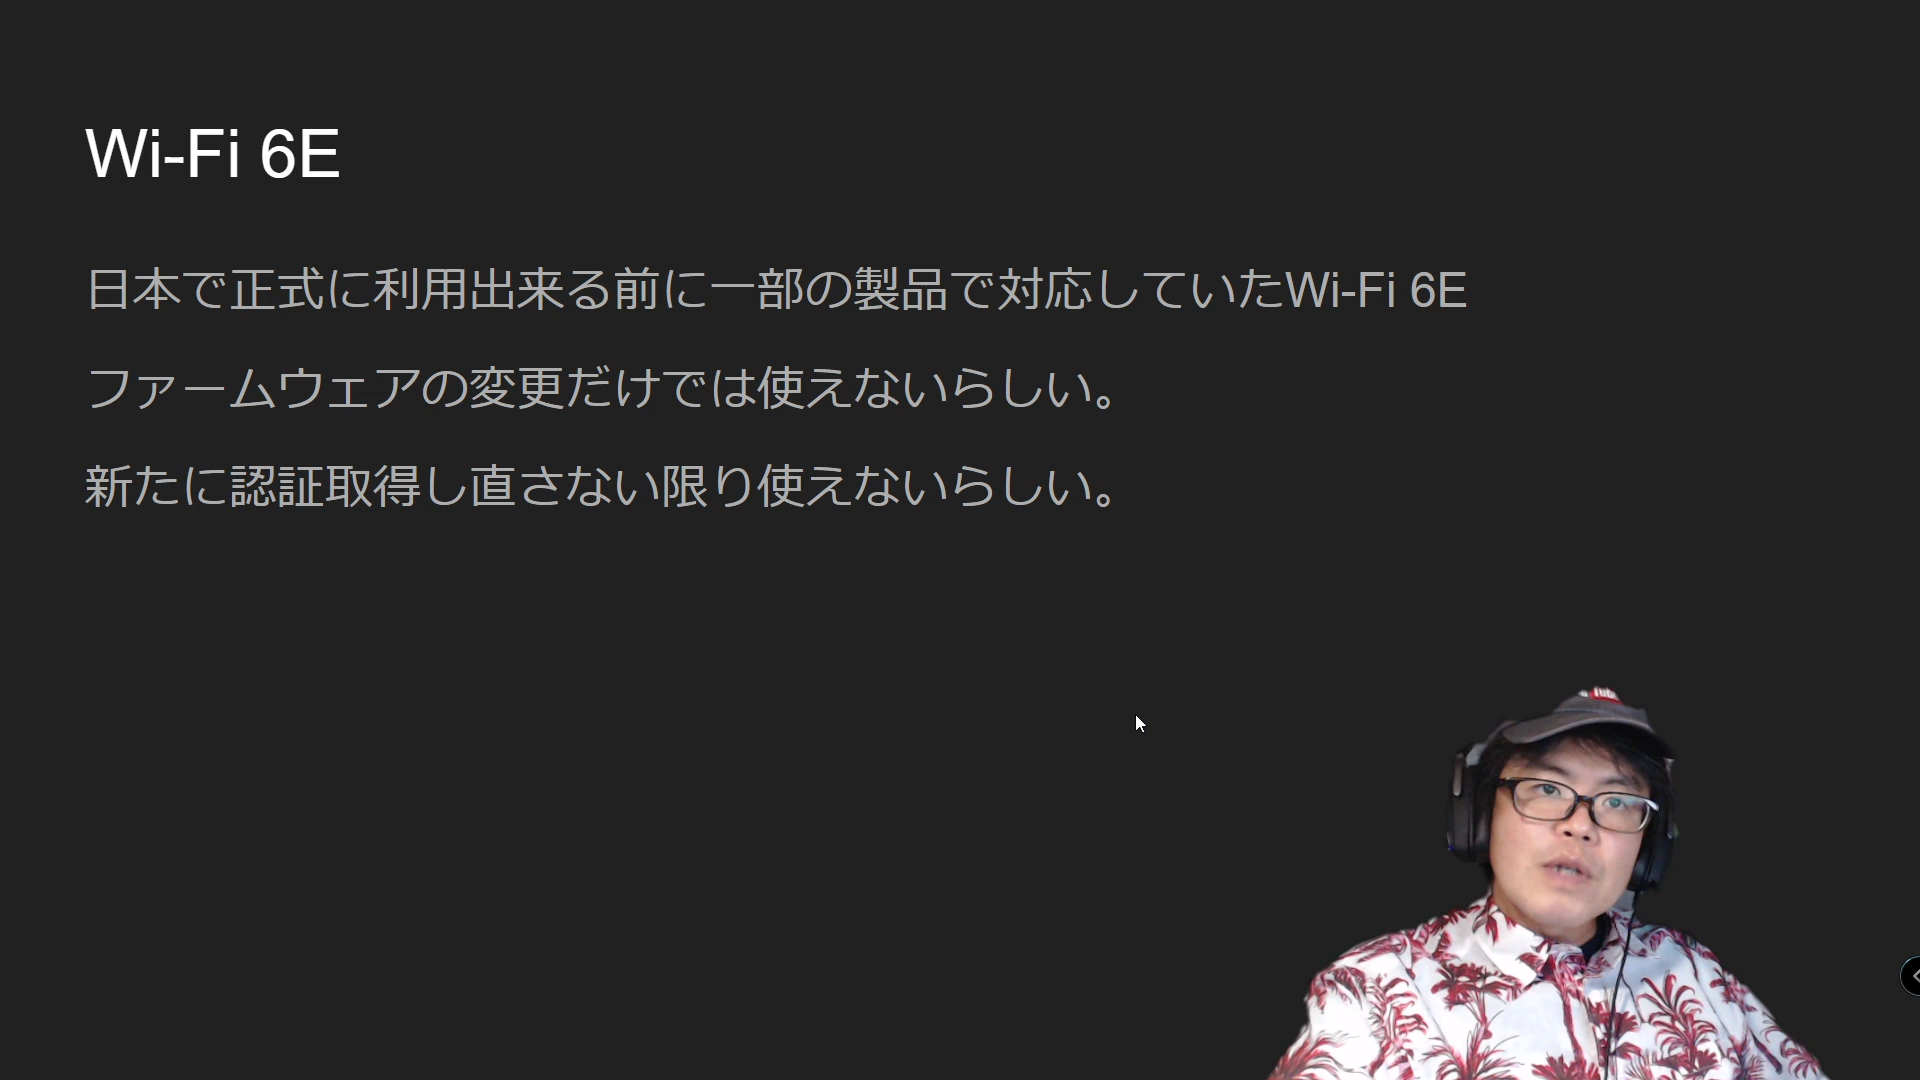 Wi-Fi 6E
日本で正式に利用出来る前に一部の製品で対応していたWi-Fi 6E
ファームウェアの変更だけでは使えないらしい。
新たに認証取得し直さない限り使えないらしい。